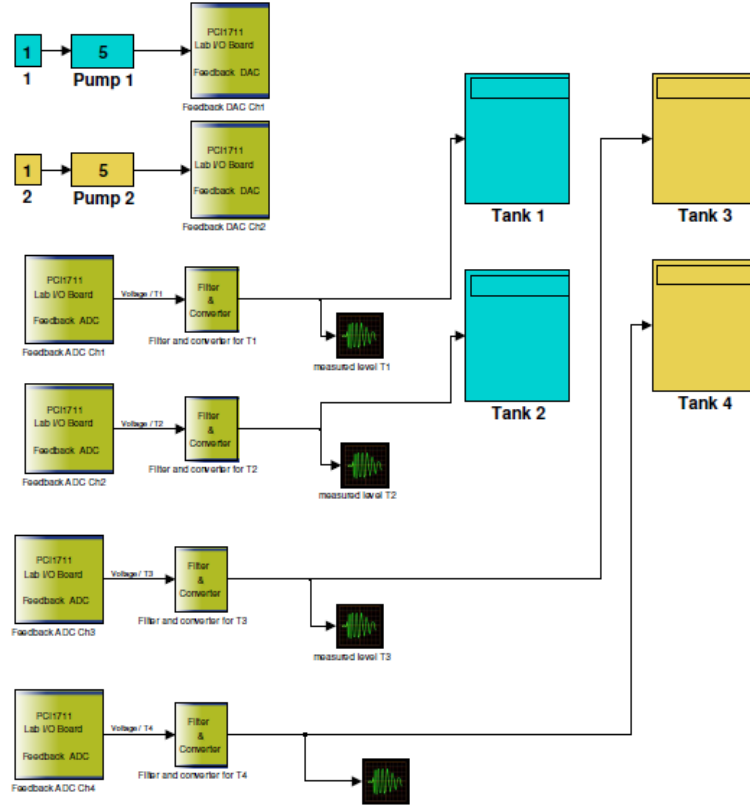 1
5
PCI1711
Lab I/O Board
Feedback DAC
1
Pump 1
Feedback DAC Ch1
1
5
PCI1711
Lab I/O Board
Feedback DAC
2
Pump 2
Feedback DAC Ch2
Tank 1
Tank 3
PCI1711
Lab I/O Board
Feedback ADC
Voltage / T1
Filter
&
Converter
Feedback ADC Ch1
Filter and converter for T1
measured level T1
Tank 2
Tank 4
PCI1711
Lab I/O Board
Feedback ADC
Voltage / T2
Filter
&
Converter
Feedback ADC Ch2
Filter and converter for T2
measured level T2
PCI1711
Lab I/O Board
Feedback ADC
Voltage / T3
Filter
&
Converter
Feedback ADC Ch3
Filter and converter for T3
measured level T3
PCI1711
Lab I/O Board
Feedback ADC
Voltage / T4
Filter
&
Converter
Feedback ADC Ch4
Filter and converter for T4